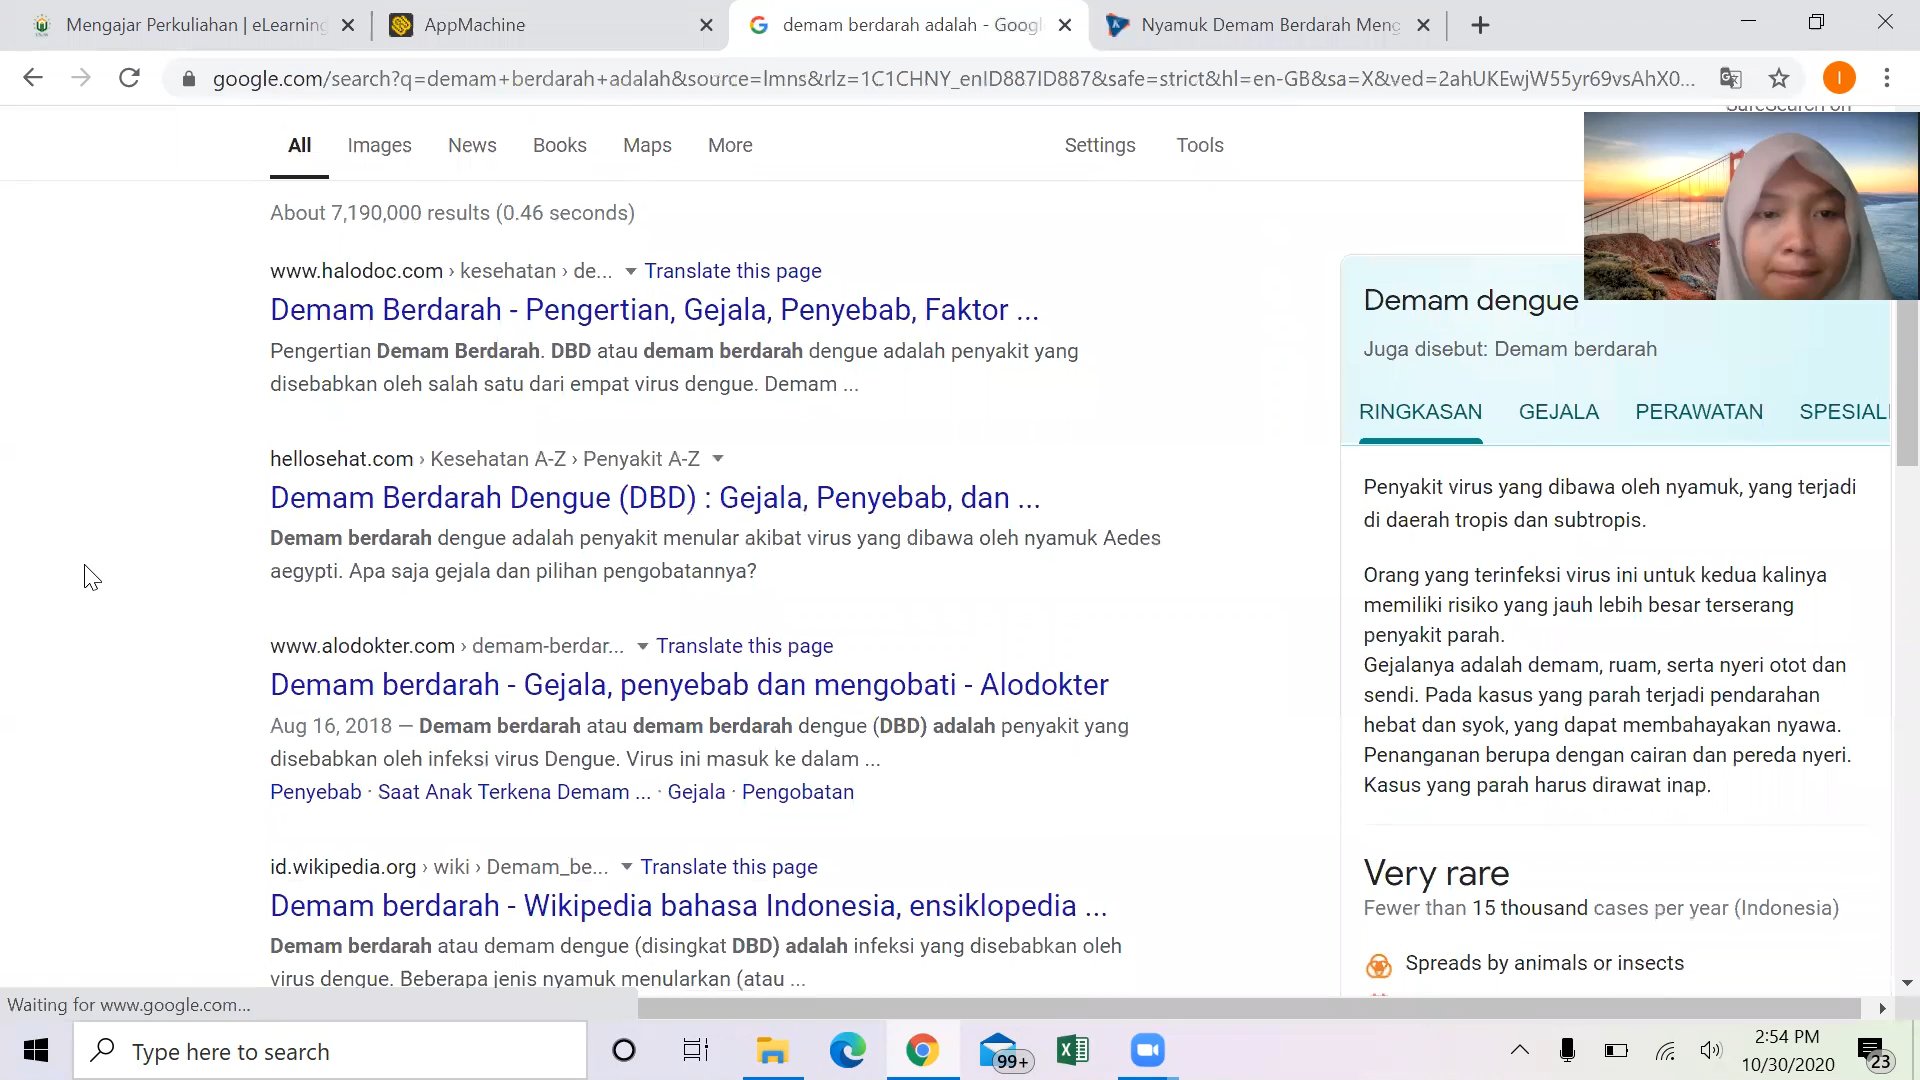 Mengajar Perkuliahan | eLearning
AppMachine
demam berdarah adalah - Googl
Nyamuk Demam Berdarah Meng
google.com/search?q=demam+berdarah+adalah&source=lmns&rlz=1C1CHNY_enID887ID887&safe=strict&hl=en-GB&sa=X&ved=2ahUKEwjW55yr69vsAhX0...
I
SafeSearch on
All Images News Books Maps More Settings Tools
About 7,190,000 results (0.46 seconds)
www.halodoc.com › kesehatan › de... Translate this page
Demam Berdarah - Pengertian, Gejala, Penyebab, Faktor ...
Pengertian Demam Berdarah. DBD atau demam berdarah dengue adalah penyakit yang
disebabkan oleh salah satu dari empat virus dengue. Demam ...
hellosehat.com › Kesehatan A-Z › Penyakit A-Z
Demam Berdarah Dengue (DBD) : Gejala, Penyebab, dan ...
Demam berdarah dengue adalah penyakit menular akibat virus yang dibawa oleh nyamuk Aedes
aegypti. Apa saja gejala dan pilihan pengobatannya?
www.alodokter.com › demam-berdar... Translate this page
Demam berdarah - Gejala, penyebab dan mengobati - Alodokter
Aug 16, 2018 — Demam berdarah atau demam berdarah dengue (DBD) adalah penyakit yang
disebabkan oleh infeksi virus Dengue. Virus ini masuk ke dalam ...
Penyebab · Saat Anak Terkena Demam ... · Gejala · Pengobatan
id.wikipedia.org › wiki › Demam_be... Translate this page
Demam berdarah - Wikipedia bahasa Indonesia, ensiklopedia ...
Demam berdarah atau demam dengue (disingkat DBD) adalah infeksi yang disebabkan oleh
virus dengue. Beberapa jenis nyamuk menularkan (atau ...
Demam dengue
Juga disebut: Demam berdarah
RINGKASAN GEJALA PERAWATAN SPESIALI
Penyakit virus yang dibawa oleh nyamuk, yang terjadi
di daerah tropis dan subtropis.
Orang yang terinfeksi virus ini untuk kedua kalinya
memiliki risiko yang jauh lebih besar terserang
penyakit parah.
Gejalanya adalah demam, ruam, serta nyeri otot dan
sendi. Pada kasus yang parah terjadi pendarahan
hebat dan syok, yang dapat membahayakan nyawa.
Penanganan berupa dengan cairan dan pereda nyeri.
Kasus yang parah harus dirawat inap.
Very rare
Fewer than 15 thousand cases per year (Indonesia)
Spreads by animals or insects
Waiting for www.google.com...
Type here to search
99+
2:54 PM
10/30/2020
23